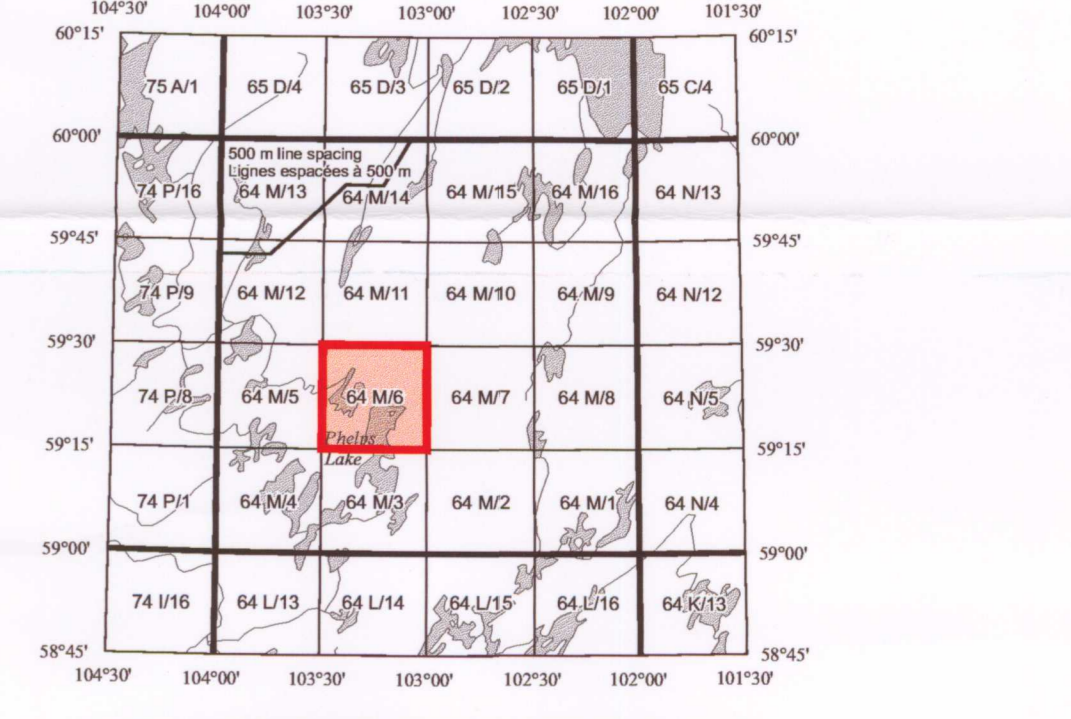 104°30' 104°00' 103°30' 103°00' 102°30' 102°00' 101°30'
60°15' 60°15'
75 A/1 65 D/4 65 D/3 65 D/2 65 D/1 65 C/4
60°00' 60°00'
500 m line spacing
Lignes espacées à 500 m
74 P/16 64 M/13 64 M/14 64 M/15 64 M/16 64 N/13
59°45' 59°45'
74 P/9 64 M/12 64 M/11 64 M/10 64 M/9 64 N/12
59°30' 59°30'
74 P/8 64 M/5 64 M/6 64 M/7 64 M/8 64 N/5
Phelps
59°15' 59°15'
Lake
74 P/1 64 M/4 64 M/3 64 M/2 64 M/1 64 N/4
59°00' 59°00'
74 I/16 64 L/13 64 L/14 64 L/15 64 L/16 64 K/13
58°45' 58°45'
104°30' 104°00' 103°30' 103°00' 102°30' 102°00' 101°30'